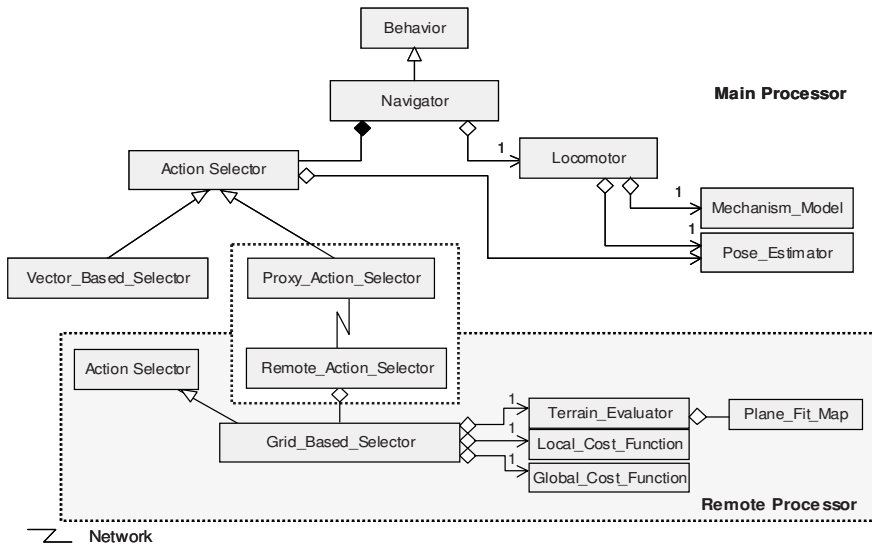 Behavior
Navigator
Main Processor
1
Locomotor
Action Selector
1
Mechanism_Model
1
Pose_Estimator
Vector_Based_Selector
Proxy_Action_Selector
Action Selector
Remote_Action_Selector
1
Terrain_Evaluator
Plane_Fit_Map
Grid_Based_Selector
1
Local_Cost_Function
1
Global_Cost_Function
Remote Processor
Network